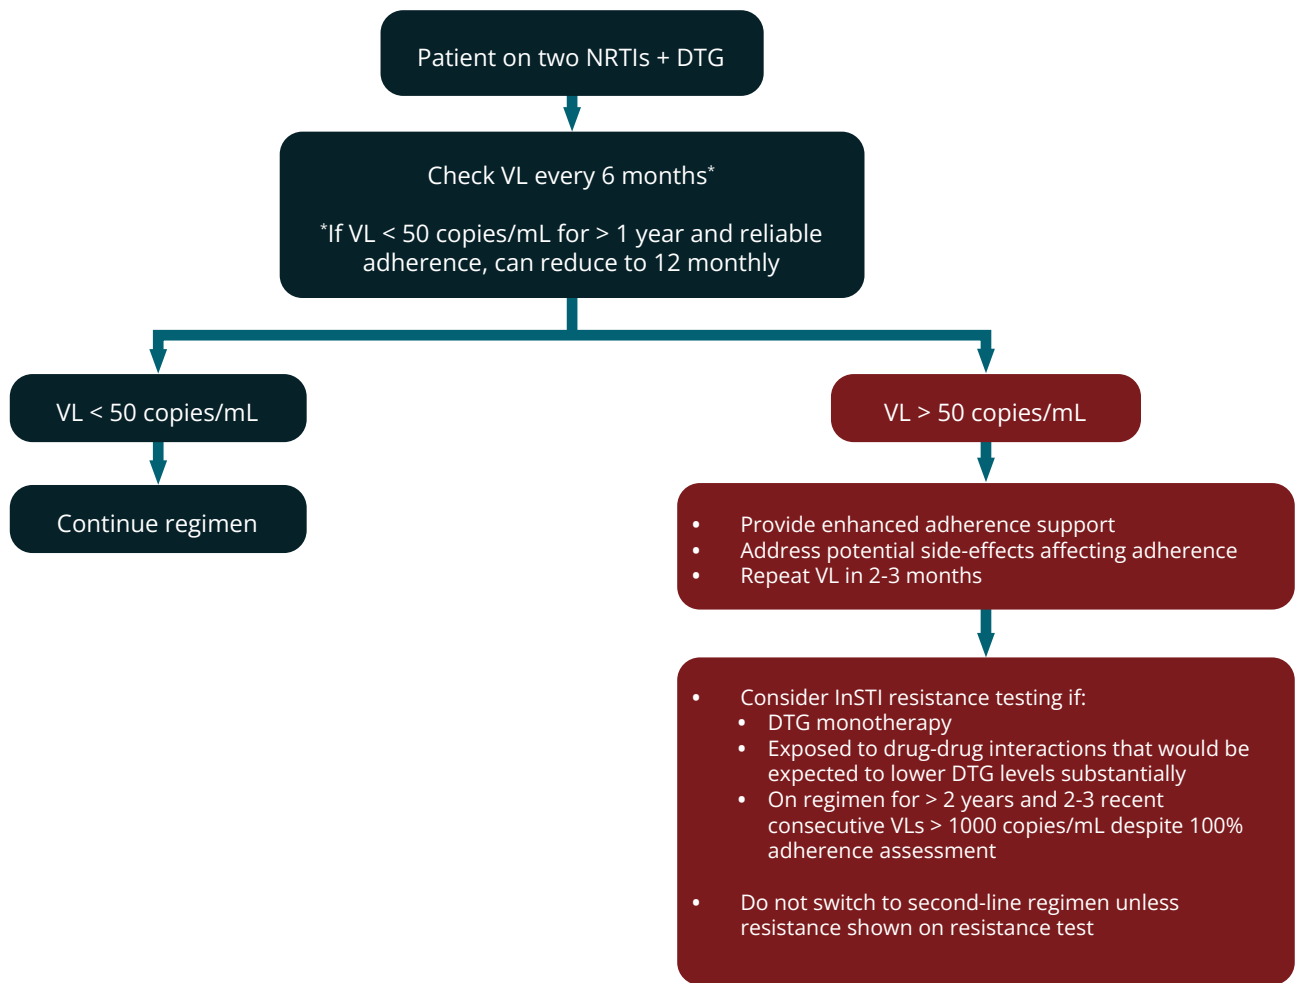 Patient on two NRTIs + DTG
Check VL every 6 months*
*If VL < 50 copies/mL for > 1 year and reliable
adherence, can reduce to 12 monthly
VL < 50 copies/mL
Continue regimen
VL > 50 copies/mL
• Provide enhanced adherence support
• Address potential side-effects affecting adherence
• Repeat VL in 2-3 months
• Consider InSTI resistance testing if:
• DTG monotherapy
• Exposed to drug-drug interactions that would be
expected to lower DTG levels substantially
• On regimen for > 2 years and 2-3 recent
consecutive VLs > 1000 copies/mL despite 100%
adherence assessment
• Do not switch to second-line regimen unless
resistance shown on resistance test